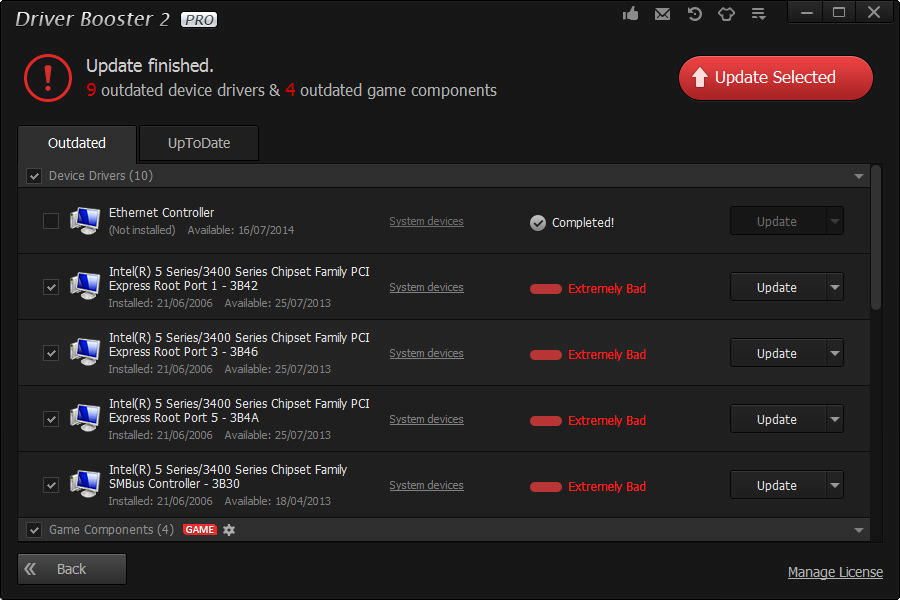 Driver Booster 2 PRO
Update finished.
9 outdated device drivers & 4 outdated game components
Update Selected
Outdated
UpToDate
Device Drivers (10)
Ethernet Controller
(Not installed) Available: 16/07/2014
System devices
Completed!
Update
Intel(R) 5 Series/3400 Series Chipset Family PCI
Express Root Port 1 - 3B42
Installed: 21/06/2006 Available: 25/07/2013
System devices
Extremely Bad
Update
Intel(R) 5 Series/3400 Series Chipset Family PCI
Express Root Port 3 - 3B46
Installed: 21/06/2006 Available: 25/07/2013
System devices
Extremely Bad
Update
Intel(R) 5 Series/3400 Series Chipset Family PCI
Express Root Port 5 - 3B4A
Installed: 21/06/2006 Available: 25/07/2013
System devices
Extremely Bad
Update
Intel(R) 5 Series/3400 Series Chipset Family
SMBus Controller - 3B30
Installed: 21/06/2006 Available: 18/04/2013
System devices
Extremely Bad
Update
Game Components (4) GAME
Back
Manage License